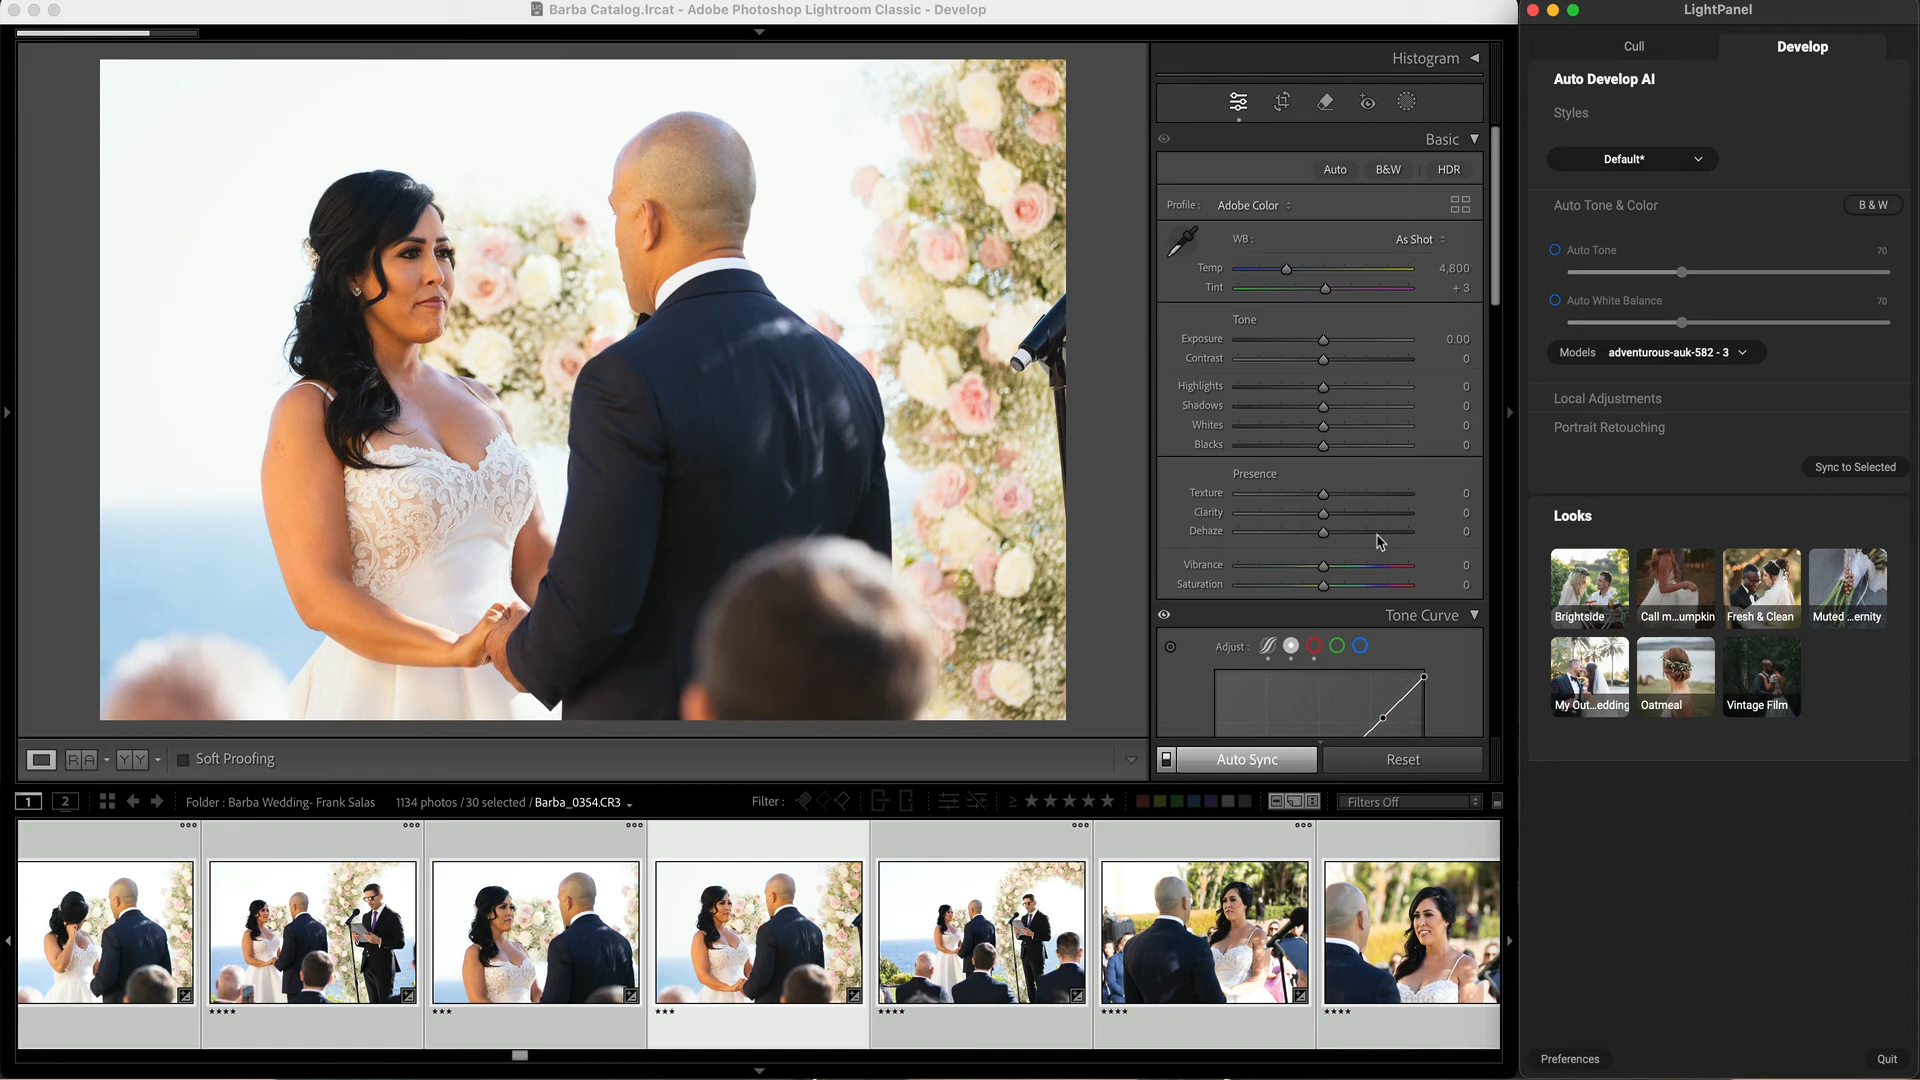 Barba Catalog.lrcat - Adobe Photoshop Lightroom Classic - Develop
LightPanel
Cull
Develop
Histogram
Auto Develop AI
Styles
Default*
Basic
Auto
B&W
HDR
Profile :
Adobe Color
WB :
As Shot
Temp
4,800
Tint
+ 3
Auto Tone & Color
B & W
Auto Tone
70
Auto White Balance
70
Models
adventurous-auk-582 - 3
Tone
Exposure
0.00
Contrast
0
Highlights
0
Shadows
0
Whites
0
Blacks
0
Local Adjustments
Portrait Retouching
Sync to Selected
Presence
Texture
0
Clarity
0
Dehaze
0
Vibrance
0
Saturation
0
Looks
Brightside
Call m...umpkin
Fresh & Clean
Muted ...ernity
My Out...edding
Oatmeal
Vintage Film
Tone Curve
Adjust :
R A
Y Y
Soft Proofing
Auto Sync
Reset
1
2
Folder : Barba Wedding- Frank Salas
1134 photos / 30 selected / Barba_0354.CR3
Filter :
Filters Off
Preferences
Quit